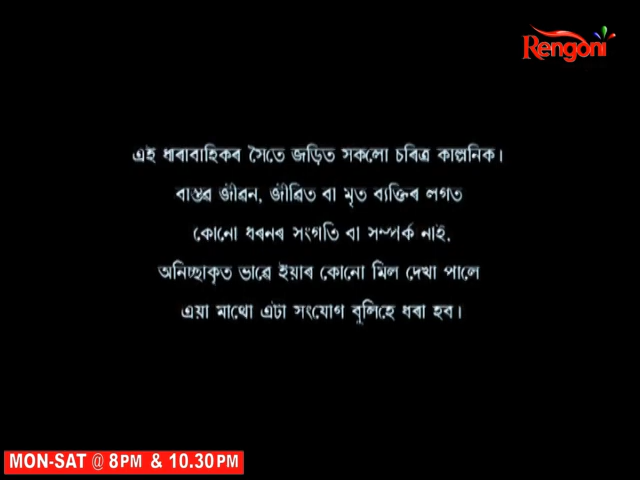 Rengoni
এই ধাৰাবাহিকৰ সৈতে জড়িত সকলো চৰিত্ৰ কাল্পনিক।
বাস্তৱ জীৱন, জীৱিত বা মৃত ব্যক্তিৰ লগত
কোনো ধৰনৰ সংগতি বা সম্পৰ্ক নাই,
অনিচ্ছাকৃত ভাৱে ইয়াৰ কোনো মিল দেখা পালে
এয়া মাথো এটা সংযোগ বুলিহে ধৰা হব।
MON-SAT @ 8PM & 10.30PM